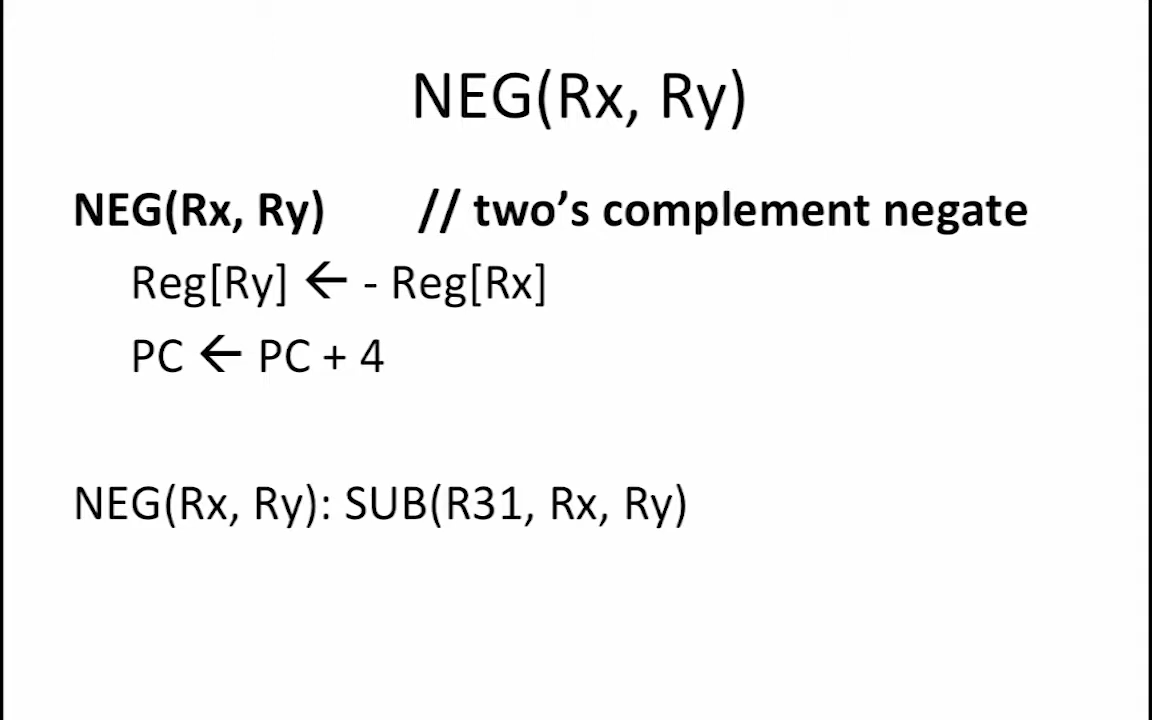 NEG(Rx, Ry)
NEG(Rx, Ry) // two’s complement negate
Reg[Ry] ← - Reg[Rx]
PC ← PC + 4
NEG(Rx, Ry): SUB(R31, Rx, Ry)